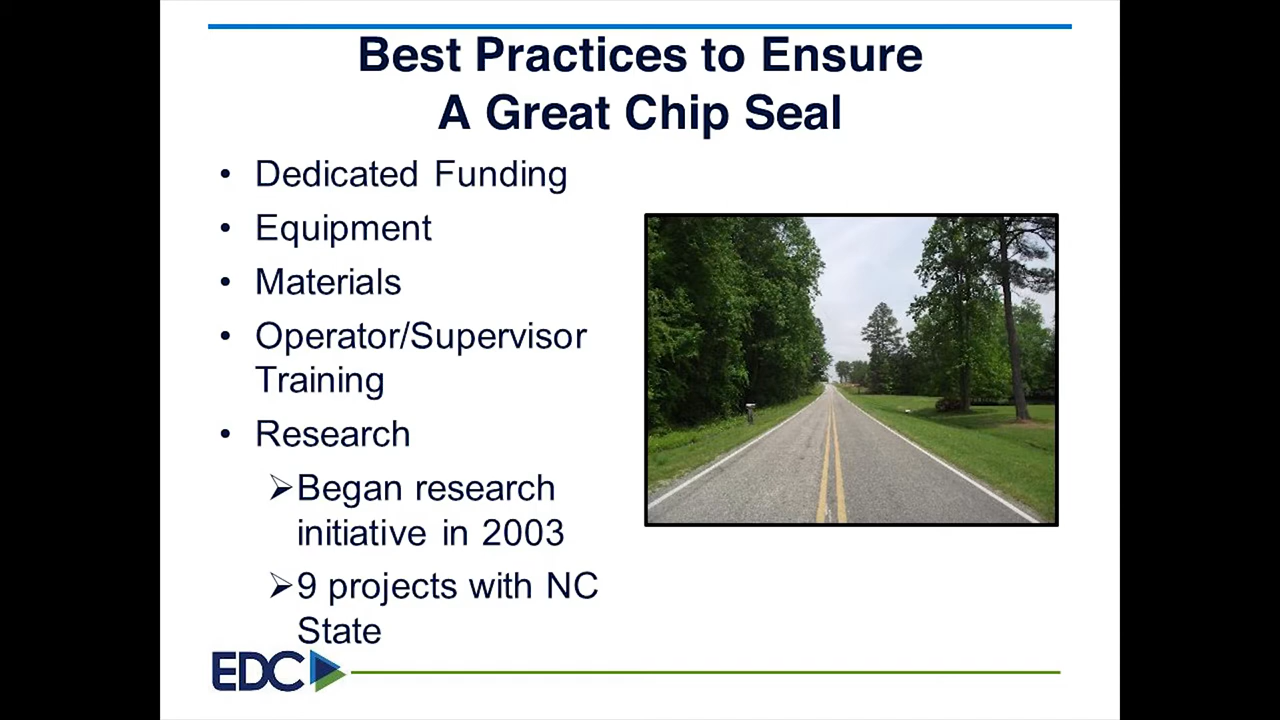 Best Practices to Ensure
A Great Chip Seal
• Dedicated Funding
• Equipment
• Materials
• Operator/Supervisor
Training
• Research
➢Began research
initiative in 2003
➢9 projects with NC
State
EDC